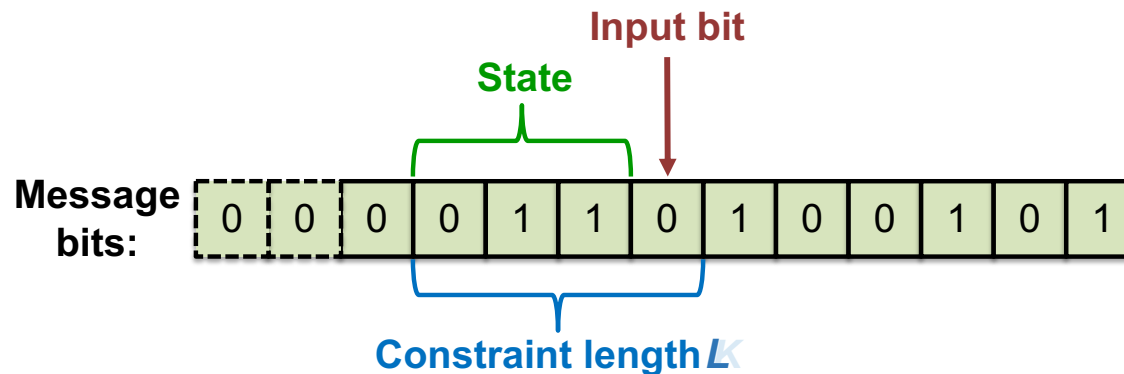 Input bit
State
Message bits:
0 0 0 0 1 1 0 1 0 0 1 0 1
Constraint length L K